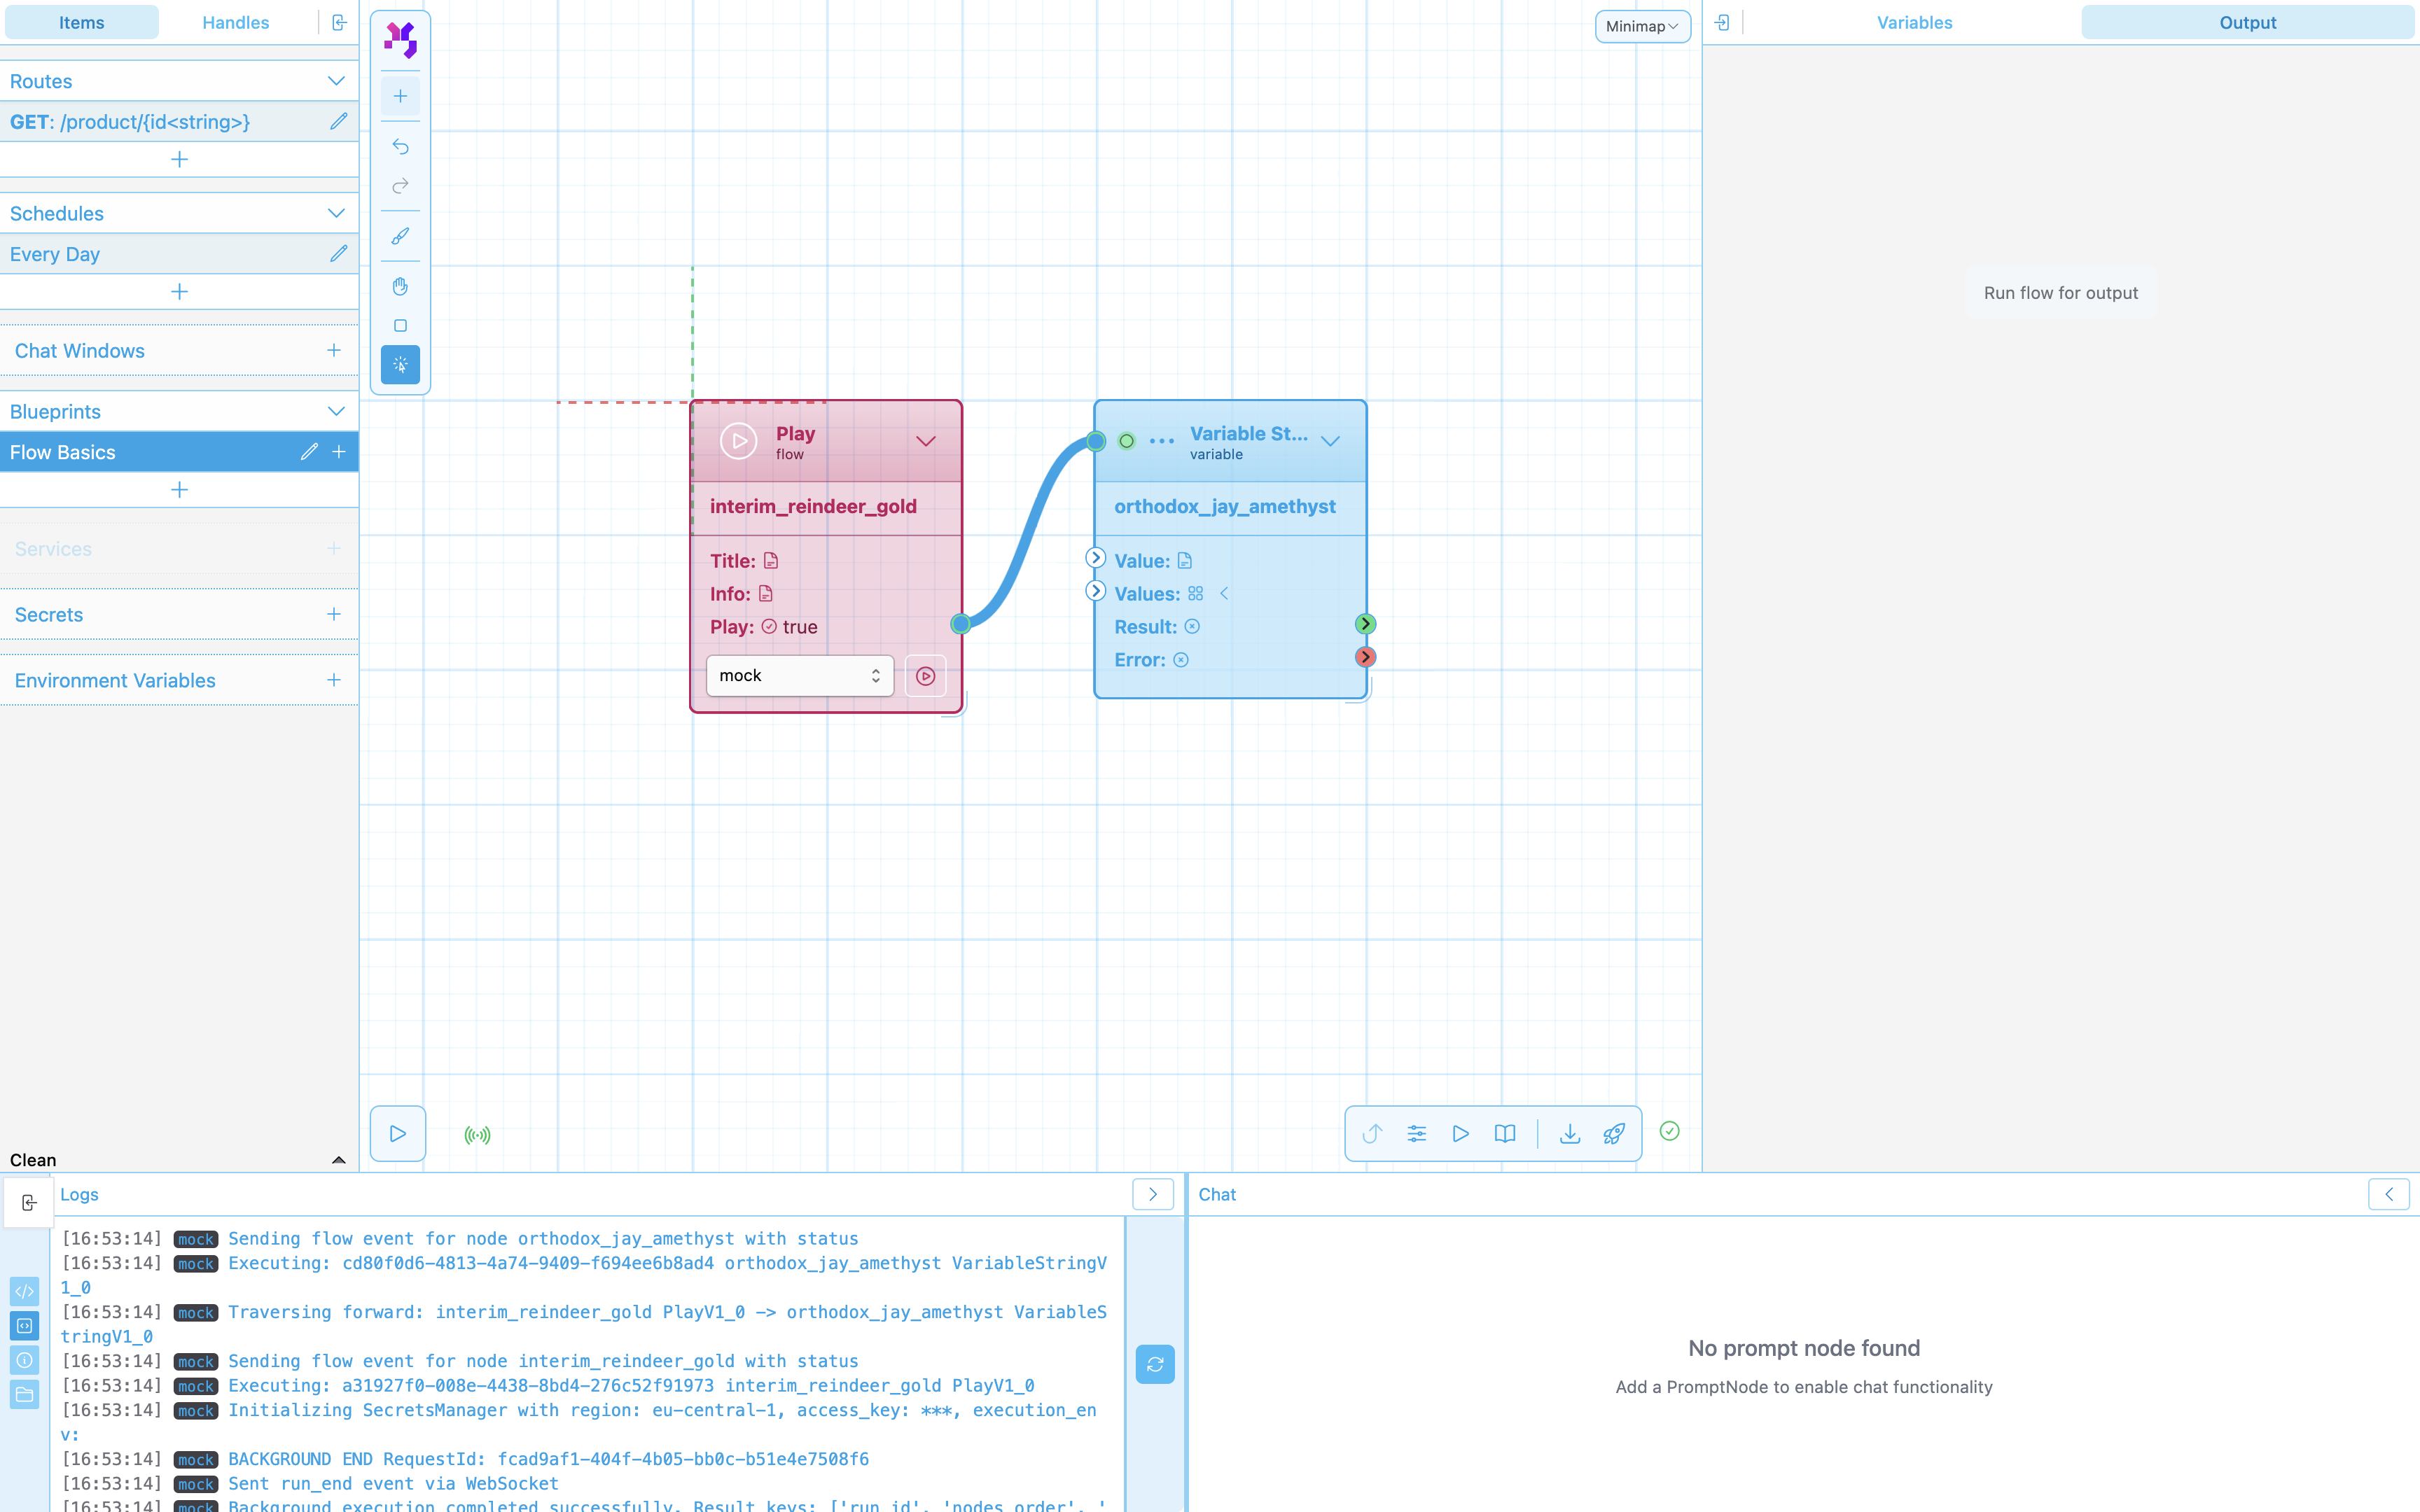 Items
Handles
Routes
GET: /product/{id<string>}
Schedules
Every Day
Chat Windows
Blueprints
Flow Basics
Services
Secrets
Environment Variables
Clean
Minimap
Play
flow
interim_reindeer_gold
Title:
Info:
Play: true
mock
Variable St...
variable
orthodox_jay_amethyst
Value:
Values:
Result:
Error:
Variables
Output
Run flow for output
Logs
[16:53:14] mock Sending flow event for node orthodox_jay_amethyst with status
[16:53:14] mock Executing: cd80f0d6-4813-4a74-9409-f694ee6b8ad4 orthodox_jay_amethyst VariableStringV
1_0
[16:53:14] mock Traversing forward: interim_reindeer_gold PlayV1_0 -> orthodox_jay_amethyst VariableS
tringV1_0
[16:53:14] mock Sending flow event for node interim_reindeer_gold with status
[16:53:14] mock Executing: a31927f0-008e-4438-8bd4-276c52f91973 interim_reindeer_gold PlayV1_0
[16:53:14] mock Initializing SecretsManager with region: eu-central-1, access_key: ***, execution_en
v:
[16:53:14] mock BACKGROUND END RequestId: fcad9af1-404f-4b05-bb0c-b51e4e7508f6
[16:53:14] mock Sent run_end event via WebSocket
[16:53:14] mock Background execution completed successfully. Result keys: ['run_id', 'nodes_order', '
Chat
No prompt node found
Add a PromptNode to enable chat functionality